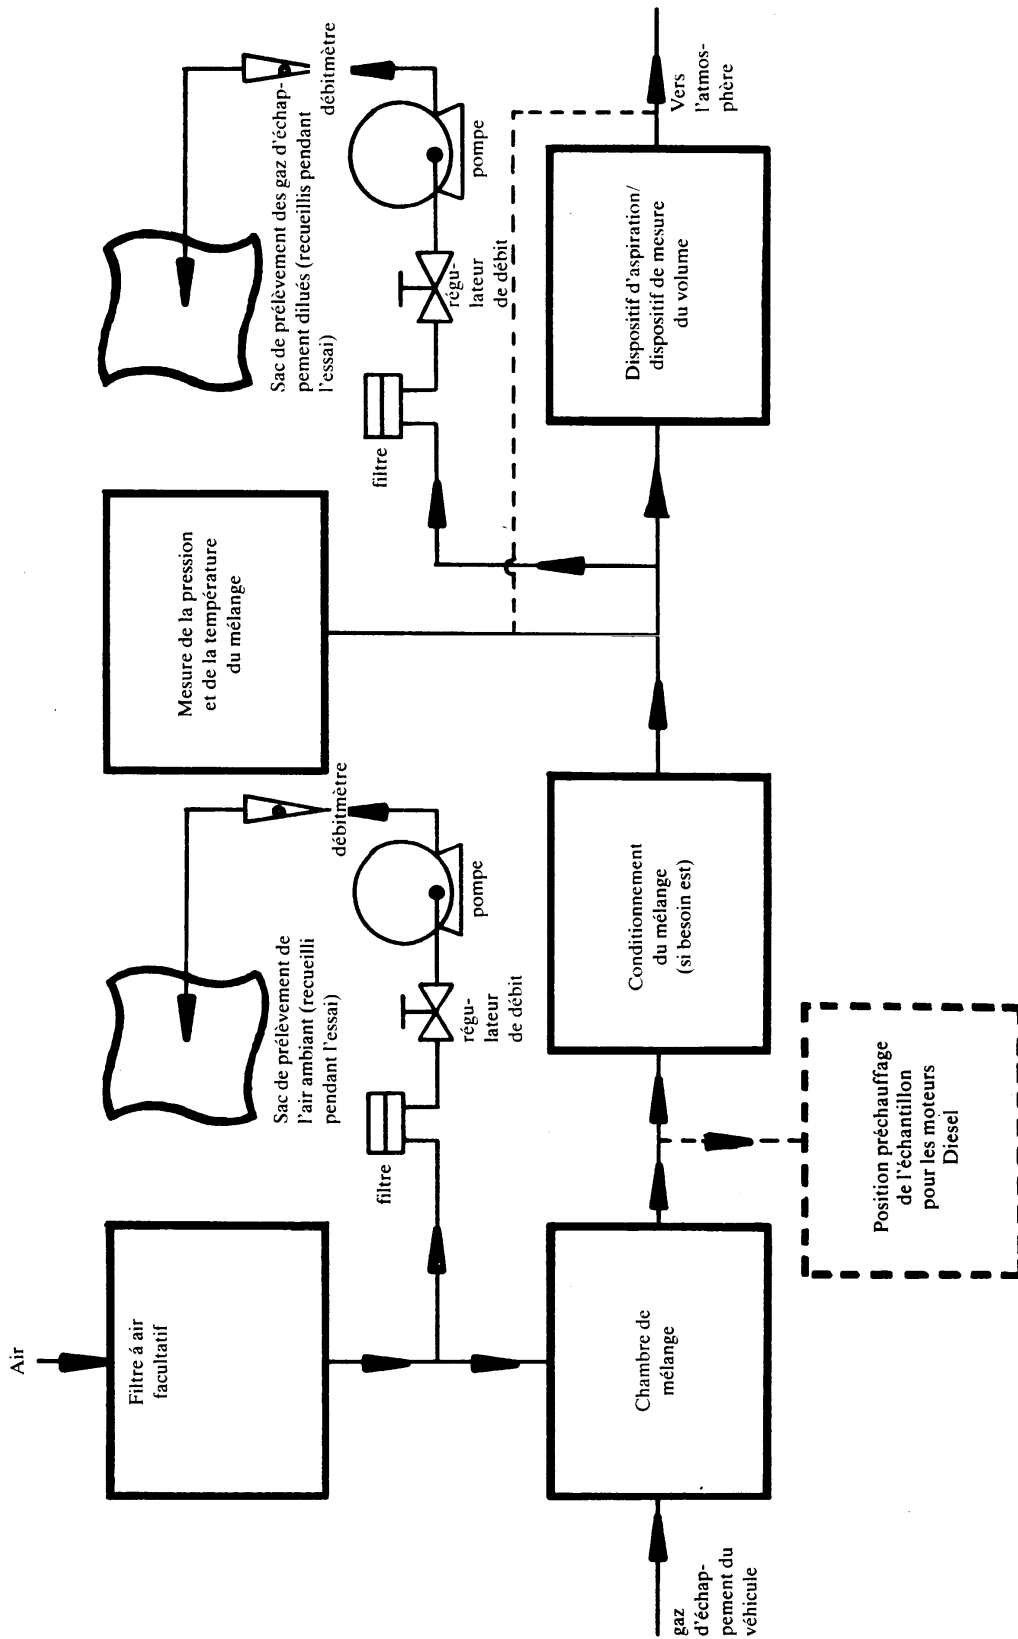 Air
Filtre á air
facultatif
gaz
d'échap-
pement du
véhicule
Chambre de
mélange
filtre
Sac de prélèvement de
l'air ambiant (recueilli
pendant l'essai)
régu-
lateur
de débit
pompe
débitmètre
Position préchauffage
de l'échantillon
pour les moteurs
Diesel
Conditionnement
du mélange
(si besoin est)
Mesure de la pression
et de la température
du mélange
filtre
Sac de prélèvement des gaz d'échap-
pement dilués (recueillis pendant
l'essai)
régu-
lateur
de débit
pompe
débitmètre
Dispositif d'aspiration/
dispositif de mesure
du volume
Vers
l'atmos-
phère